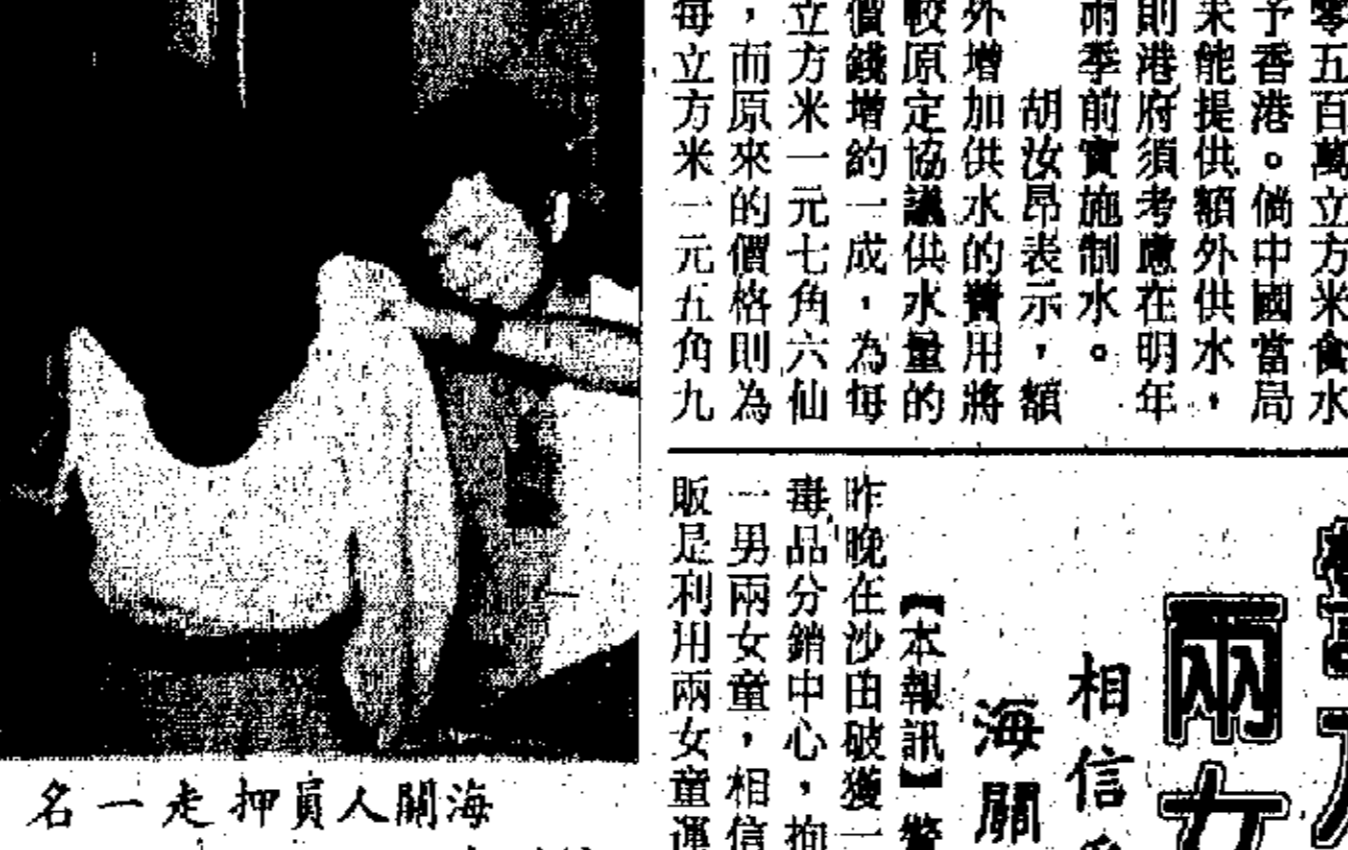 零五百萬立方米食水
予香港。倘中國當局
未能提供額外供水，
則港府須考慮在明年
雨季前實施制水。
胡汝昂表示，額
外增加供水的費用將
較原定協議供水量的
價錢增約一成，為每
立方米一元七角六仙
，而原來的價格則為
每立方米一元五角九
兩女
相信
海關
【本報訊】警
昨晚在沙田破獲一
毒品分銷中心，拘
一男兩女童，相信
販是利用兩女童運
海關人員押走一名